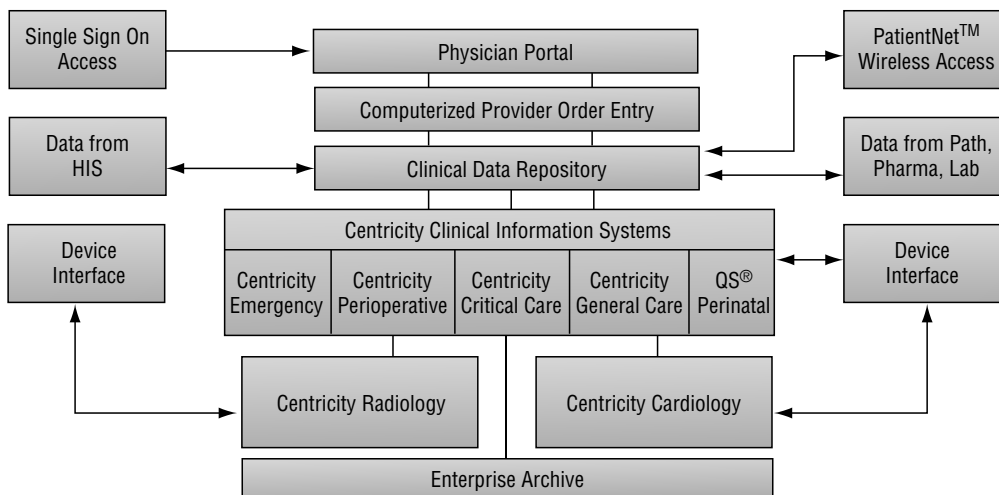 Single Sign On
Access
Physician Portal
PatientNet™
Wireless Access
Computerized Provider Order Entry
Data from
HIS
Clinical Data Repository
Data from Path,
Pharma, Lab
Centricity Clinical Information Systems
Device
Interface
Centricity
Emergency
Centricity
Perioperative
Centricity
Critical Care
Centricity
General Care
QS®
Perinatal
Device
Interface
Centricity Radiology
Centricity Cardiology
Enterprise Archive